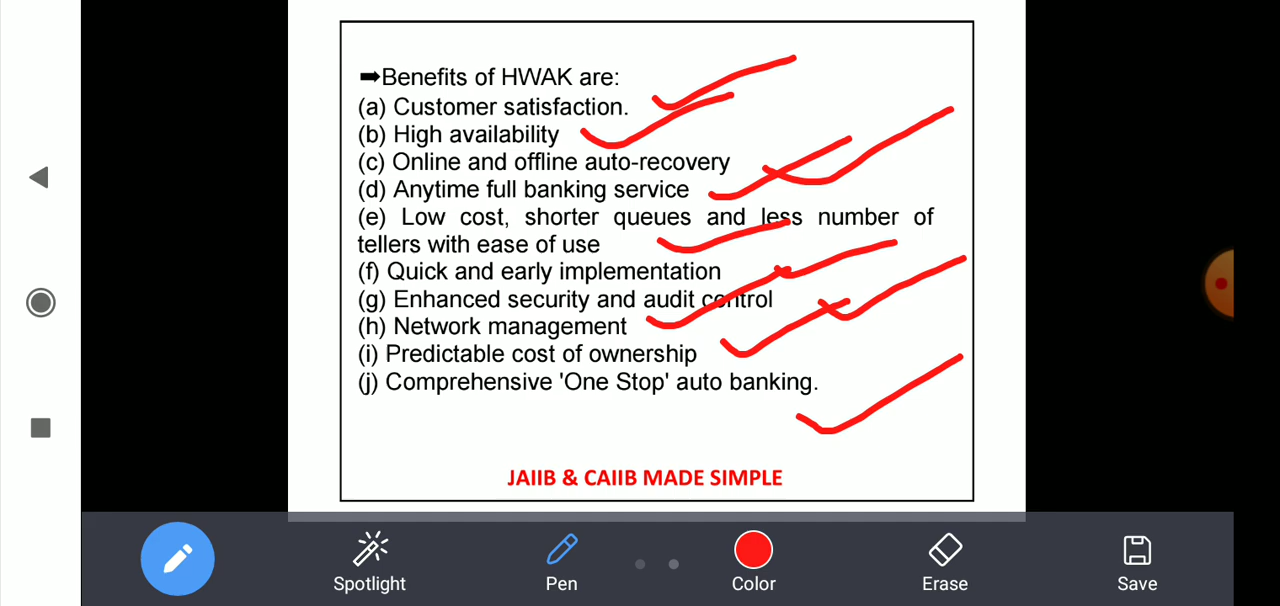 ➡Benefits of HWAK are:
(a) Customer satisfaction.
(b) High availability
(c) Online and offline auto-recovery
(d) Anytime full banking service
(e) Low cost, shorter queues and less number of
tellers with ease of use
(f) Quick and early implementation
(g) Enhanced security and audit control
(h) Network management
(i) Predictable cost of ownership
(j) Comprehensive 'One Stop' auto banking.
JAIIB & CAIIB MADE SIMPLE
Spotlight Pen Color Erase Save